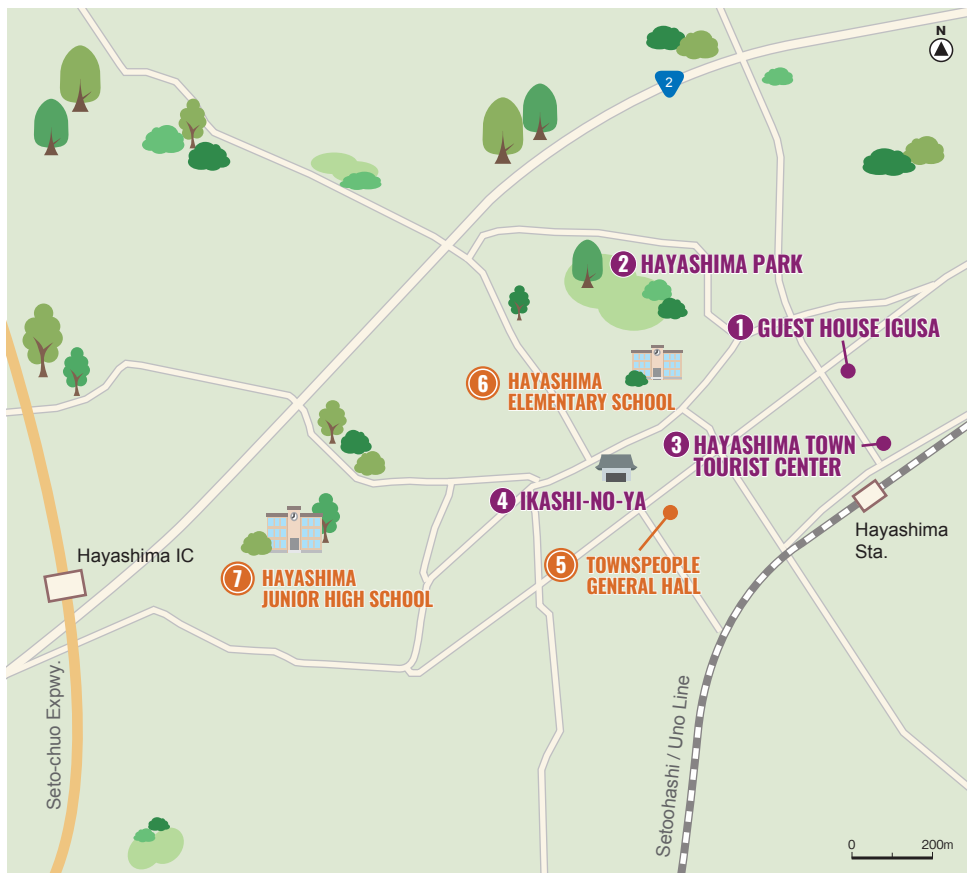 N
2
2 HAYASHIMA PARK
1 GUEST HOUSE IGUSA
6 HAYASHIMA
ELEMENTARY SCHOOL
3 HAYASHIMA TOWN
TOURIST CENTER
4 IKASHI-NO-YA
Hayashima
Sta.
5 TOWNSPEOPLE
GENERAL HALL
Hayashima IC
7 HAYASHIMA
JUNIOR HIGH SCHOOL
Seto-chuo Expwy.
Setoohashi / Uno Line
0 200m